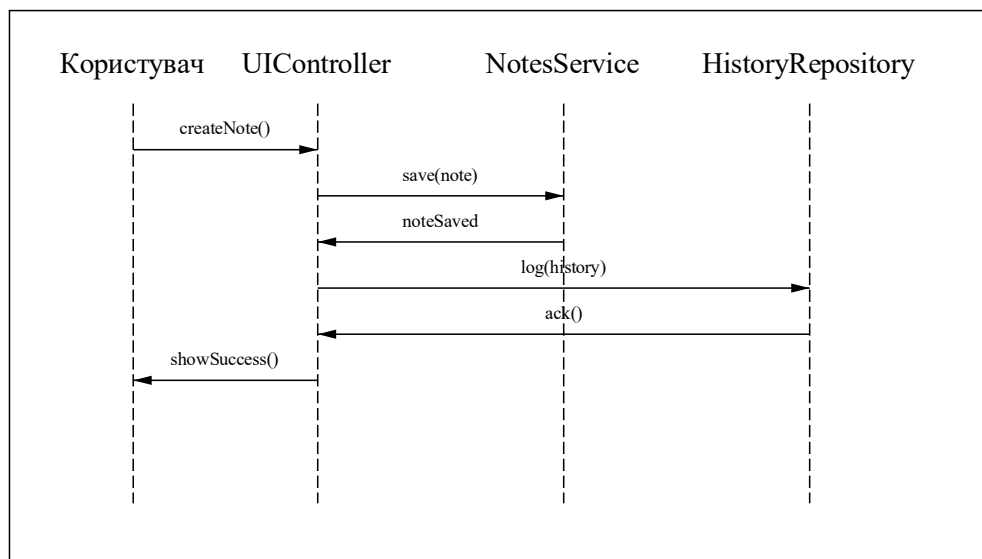 Користувач UIController NotesService HistoryRepository
createNote()
save(note)
noteSaved
log(history)
ack()
showSuccess()